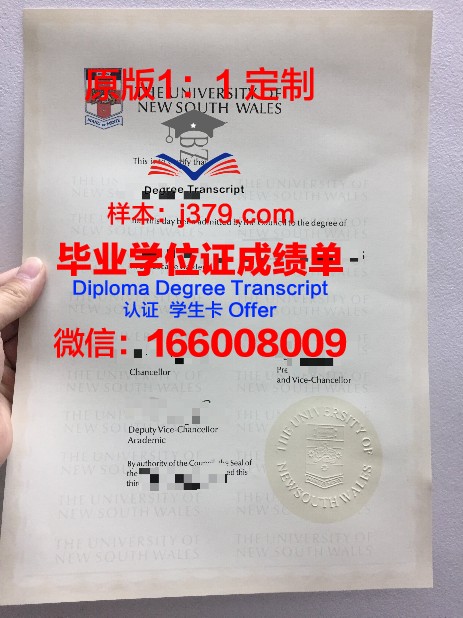 THE UNIVERSITY OF
NEW SOUTH WALES
原版1：1定制
This is to certify that
Degree Transcript
样本：j379.com
this day been admitted by the Council to the degree of
毕业学位证成绩单
Diploma Degree Transcript
认证 学生卡 Offer
微信：166008009
Chancellor
and Vice-Chancellor
Deputy Vice-Chancellor
Academic
By authority of the Council, the Seal of
the
this
THE UNIVERSITY OF
NEW SOUTH WALES